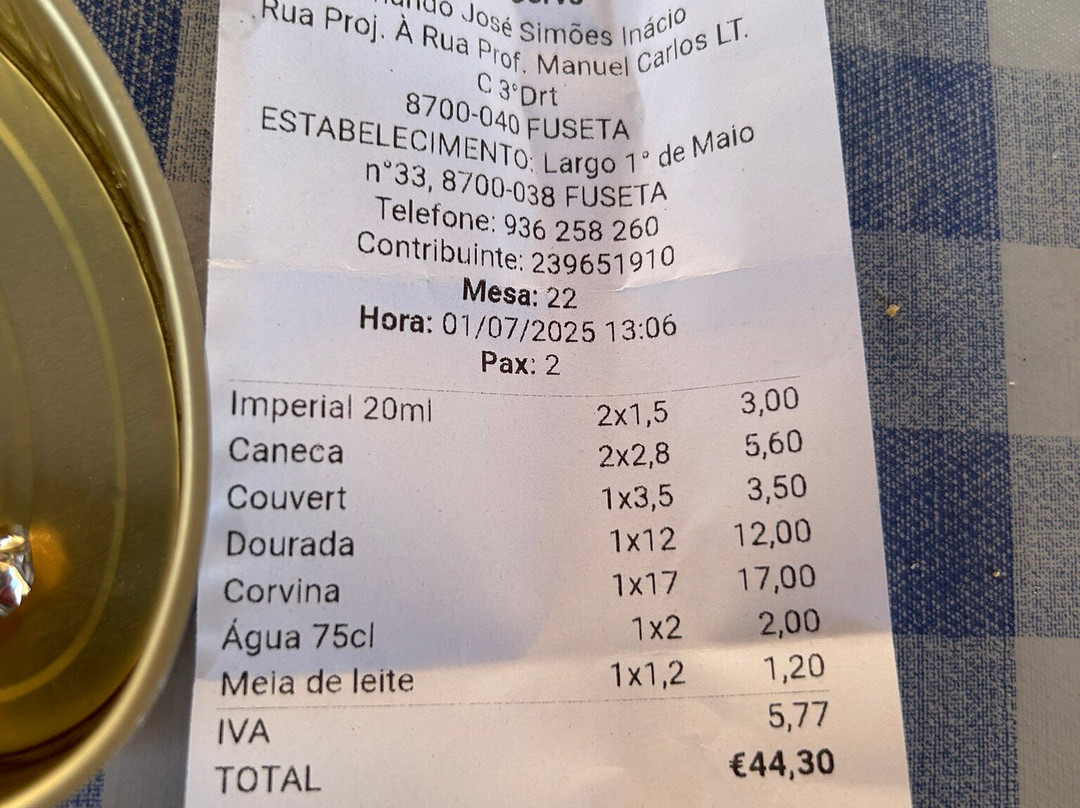 José Simões Inácio
Rua Proj. À Rua Prof. Manuel Carlos LT.
C 3°Drt
8700-040 FUSETA
ESTABELECIMENTO: Largo 1° de Maio
n°33, 8700-038 FUSETA
Telefone: 936 258 260
Contribuinte: 239651910
Mesa: 22
Hora: 01/07/2025 13:06
Pax: 2
Imperial 20ml 2x1,5 3,00
Caneca 2x2,8 5,60
Couvert 1x3,5 3,50
Dourada 1x12 12,00
Corvina 1x17 17,00
Água 75cl 1x2 2,00
Meia de leite 1x1,2 1,20
IVA 5,77
TOTAL €44,30